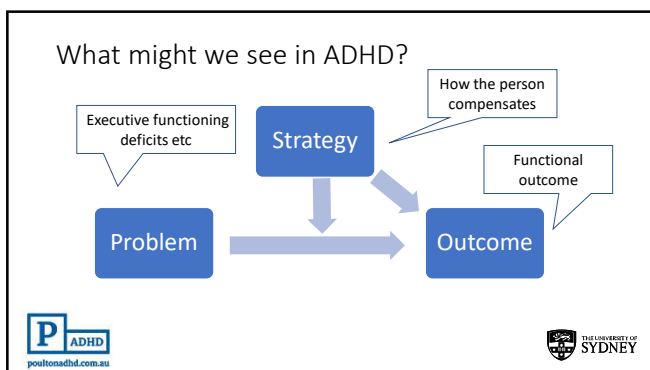 What might we see in ADHD?
How the person
compensates
Executive functioning
deficits etc
Strategy
Functional
outcome
Problem
Outcome
P ADHD
poultonadhd.com.au
THE UNIVERSITY OF
SYDNEY